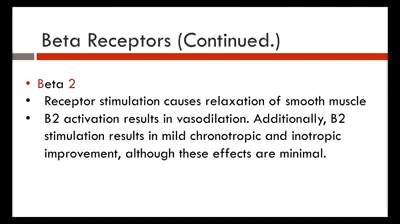 Beta Receptors (Continued.)
• Beta 2
• Receptor stimulation causes relaxation of smooth muscle
• B2 activation results in vasodilation. Additionally, B2
stimulation results in mild chronotropic and inotropic
improvement, although these effects are minimal.